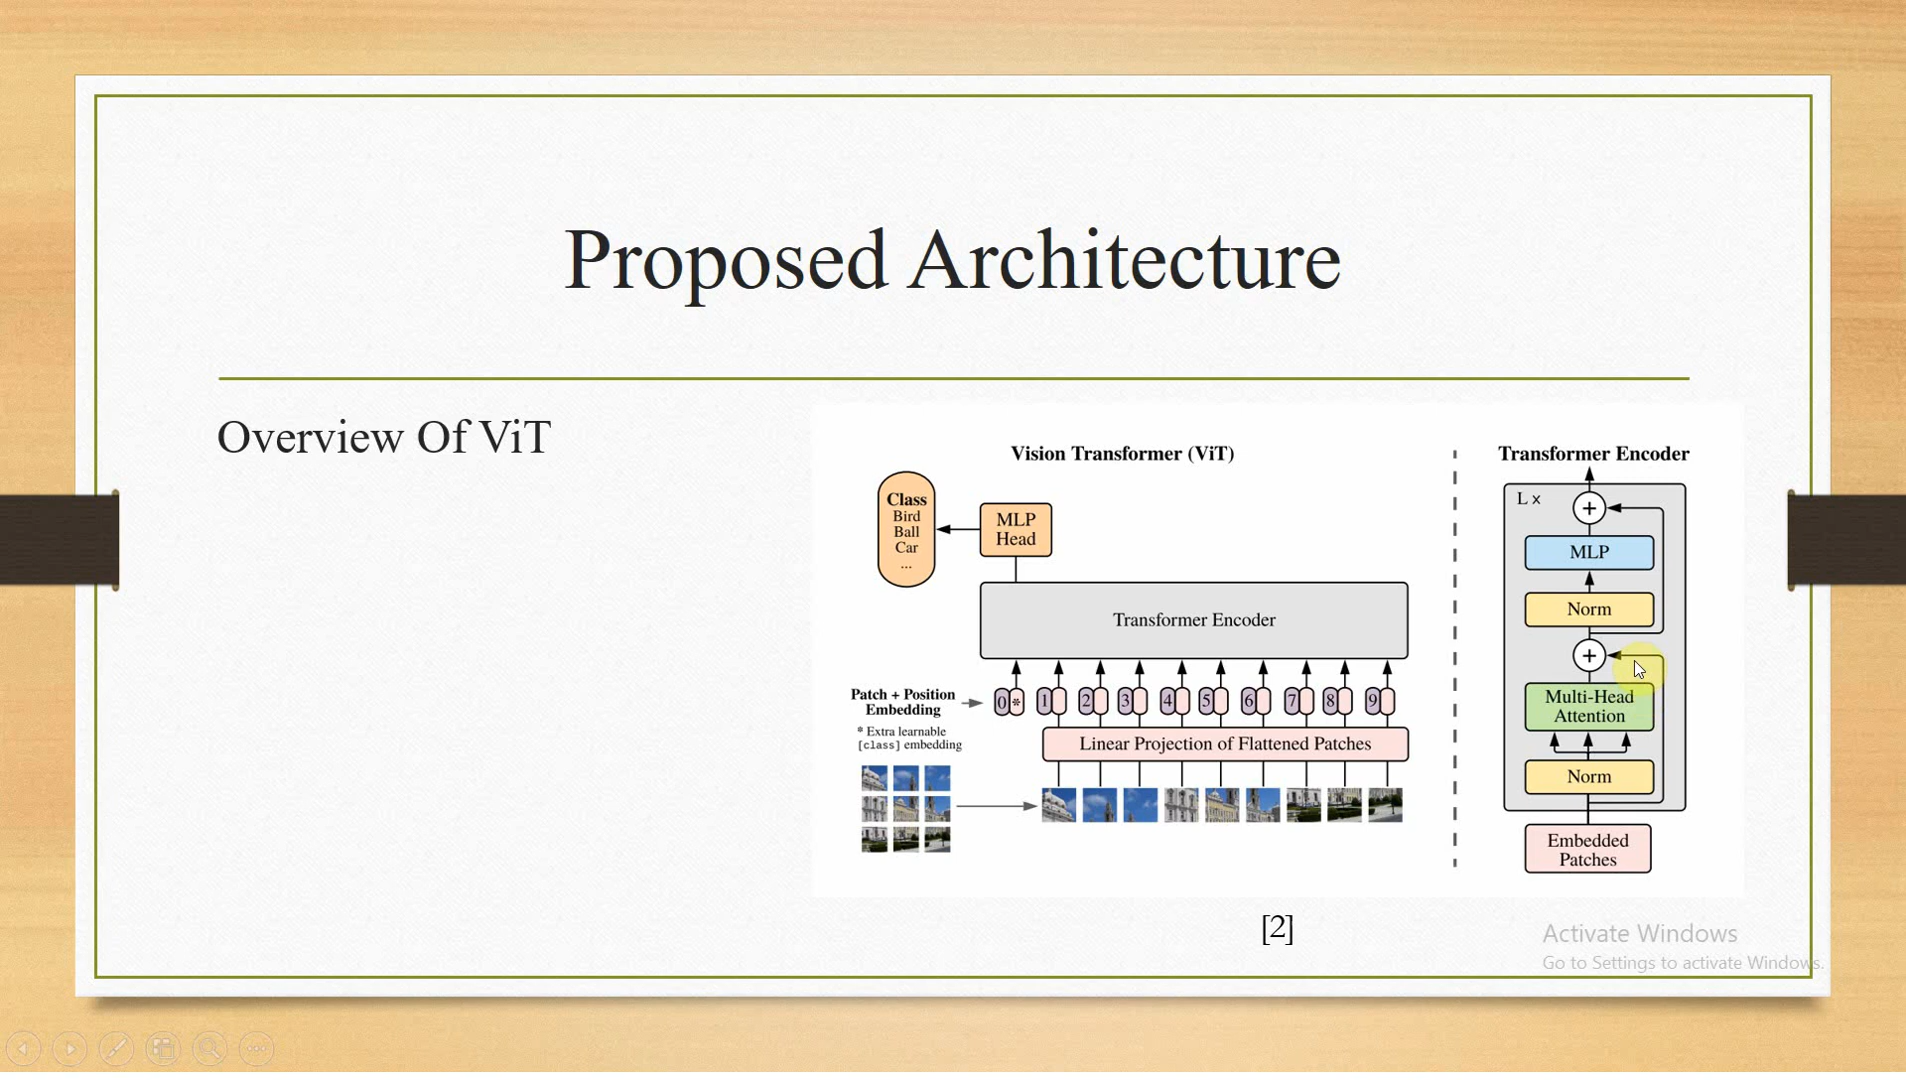 Proposed Architecture
Overview Of ViT
Vision Transformer (ViT)
Class
Bird
Ball
Car
...
MLP
Head
Transformer Encoder
Patch + Position
Embedding
0 * 1 2 3 4 5 6 7 8 9
* Extra learnable
[class] embedding
Linear Projection of Flattened Patches
Transformer Encoder
L x
+
MLP
Norm
+
Multi-Head
Attention
Norm
Embedded
Patches
[2]
Activate Windows
Go to Settings to activate Windows.